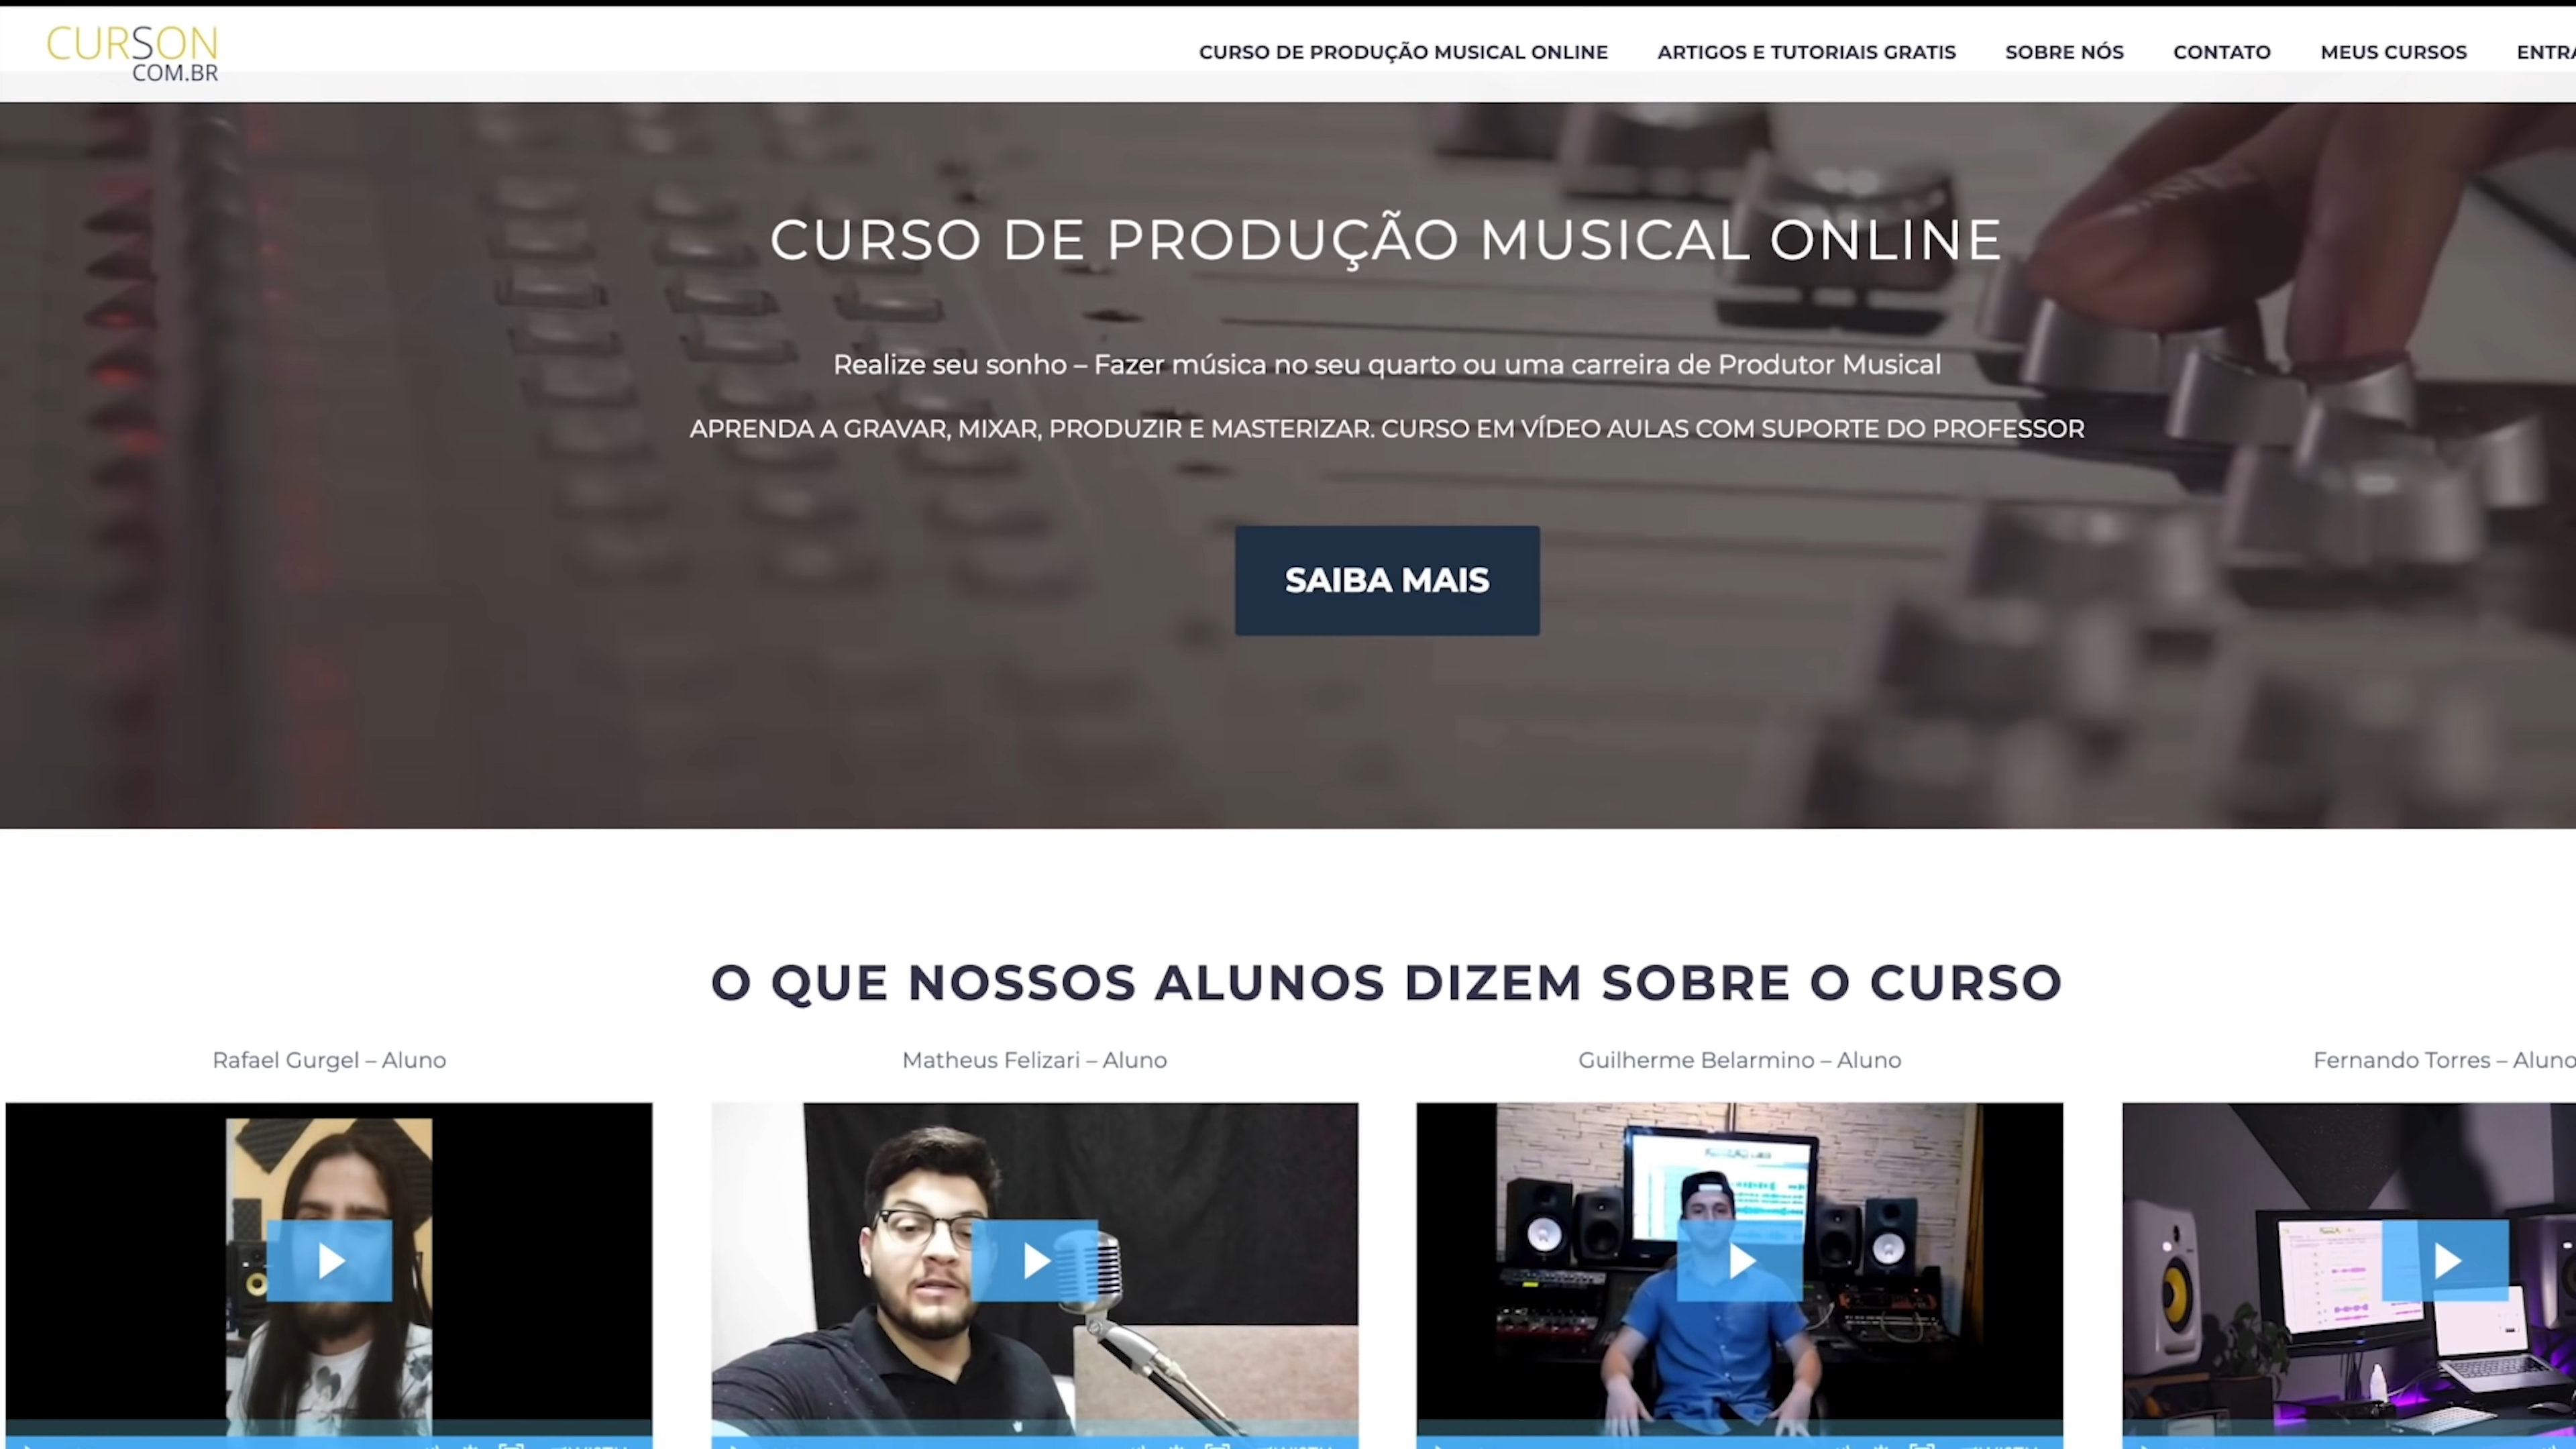 CURSON
COM.BR
CURSO DE PRODUÇÃO MUSICAL ONLINE
ARTIGOS E TUTORIAIS GRATIS
SOBRE NÓS
CONTATO
MEUS CURSOS
CURSO DE PRODUÇÃO MUSICAL ONLINE
Realize seu sonho – Fazer música no seu quarto ou uma carreira de Produtor Musical
APRENDA A GRAVAR, MIXAR, PRODUZIR E MASTERIZAR. CURSO EM VÍDEO AULAS COM SUPORTE DO PROFESSOR
SAIBA MAIS
O QUE NOSSOS ALUNOS DIZEM SOBRE O CURSO
Rafael Gurgel – Aluno
Matheus Felizari – Aluno
Guilherme Belarmino – Aluno
Fernando Torres – Aluno